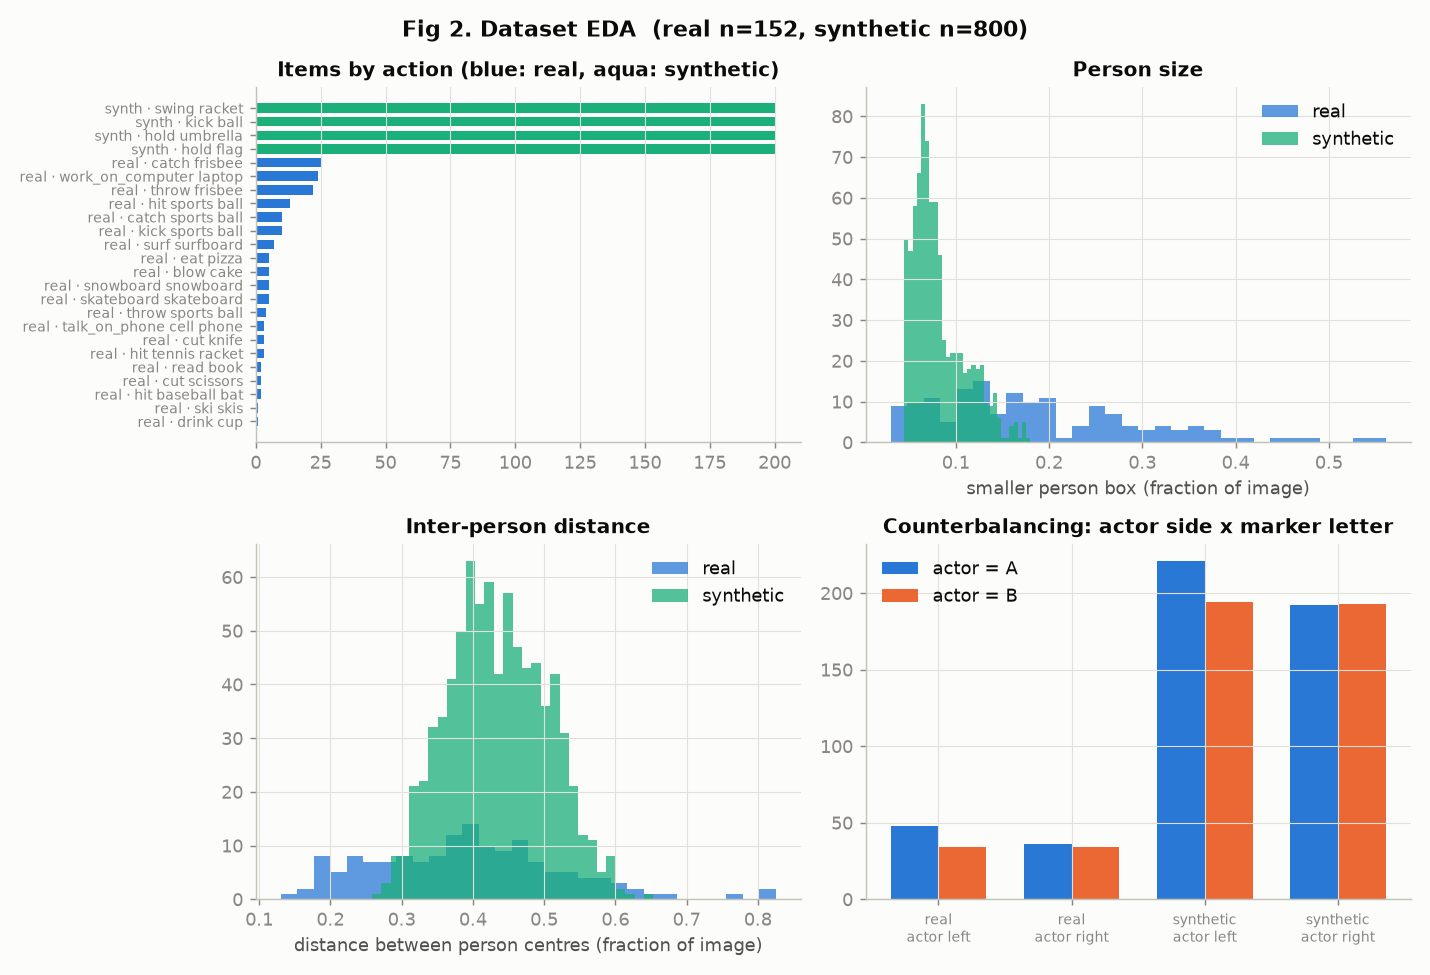 Fig 2. Dataset EDA (real n=152, synthetic n=800)
Items by action (blue: real, aqua: synthetic)
synth · swing racket
synth · kick ball
synth · hold umbrella
synth · hold flag
real · catch frisbee
real · work_on_computer laptop
real · throw frisbee
real · hit sports ball
real · catch sports ball
real · kick sports ball
real · surf surfboard
real · eat pizza
real · blow cake
real · snowboard snowboard
real · skateboard skateboard
real · throw sports ball
real · talk_on_phone cell phone
real · cut knife
real · hit tennis racket
real · read book
real · cut scissors
real · hit baseball bat
real · ski skis
real · drink cup
0 25 50 75 100 125 150 175 200
Person size
real
synthetic
80
70
60
50
40
30
20
10
0
0.1 0.2 0.3 0.4 0.5
smaller person box (fraction of image)
Inter-person distance
real
synthetic
60
50
40
30
20
10
0
0.1 0.2 0.3 0.4 0.5 0.6 0.7 0.8
distance between person centres (fraction of image)
Counterbalancing: actor side x marker letter
actor = A
actor = B
200
150
100
50
0
real
actor left
real
actor right
synthetic
actor left
synthetic
actor right